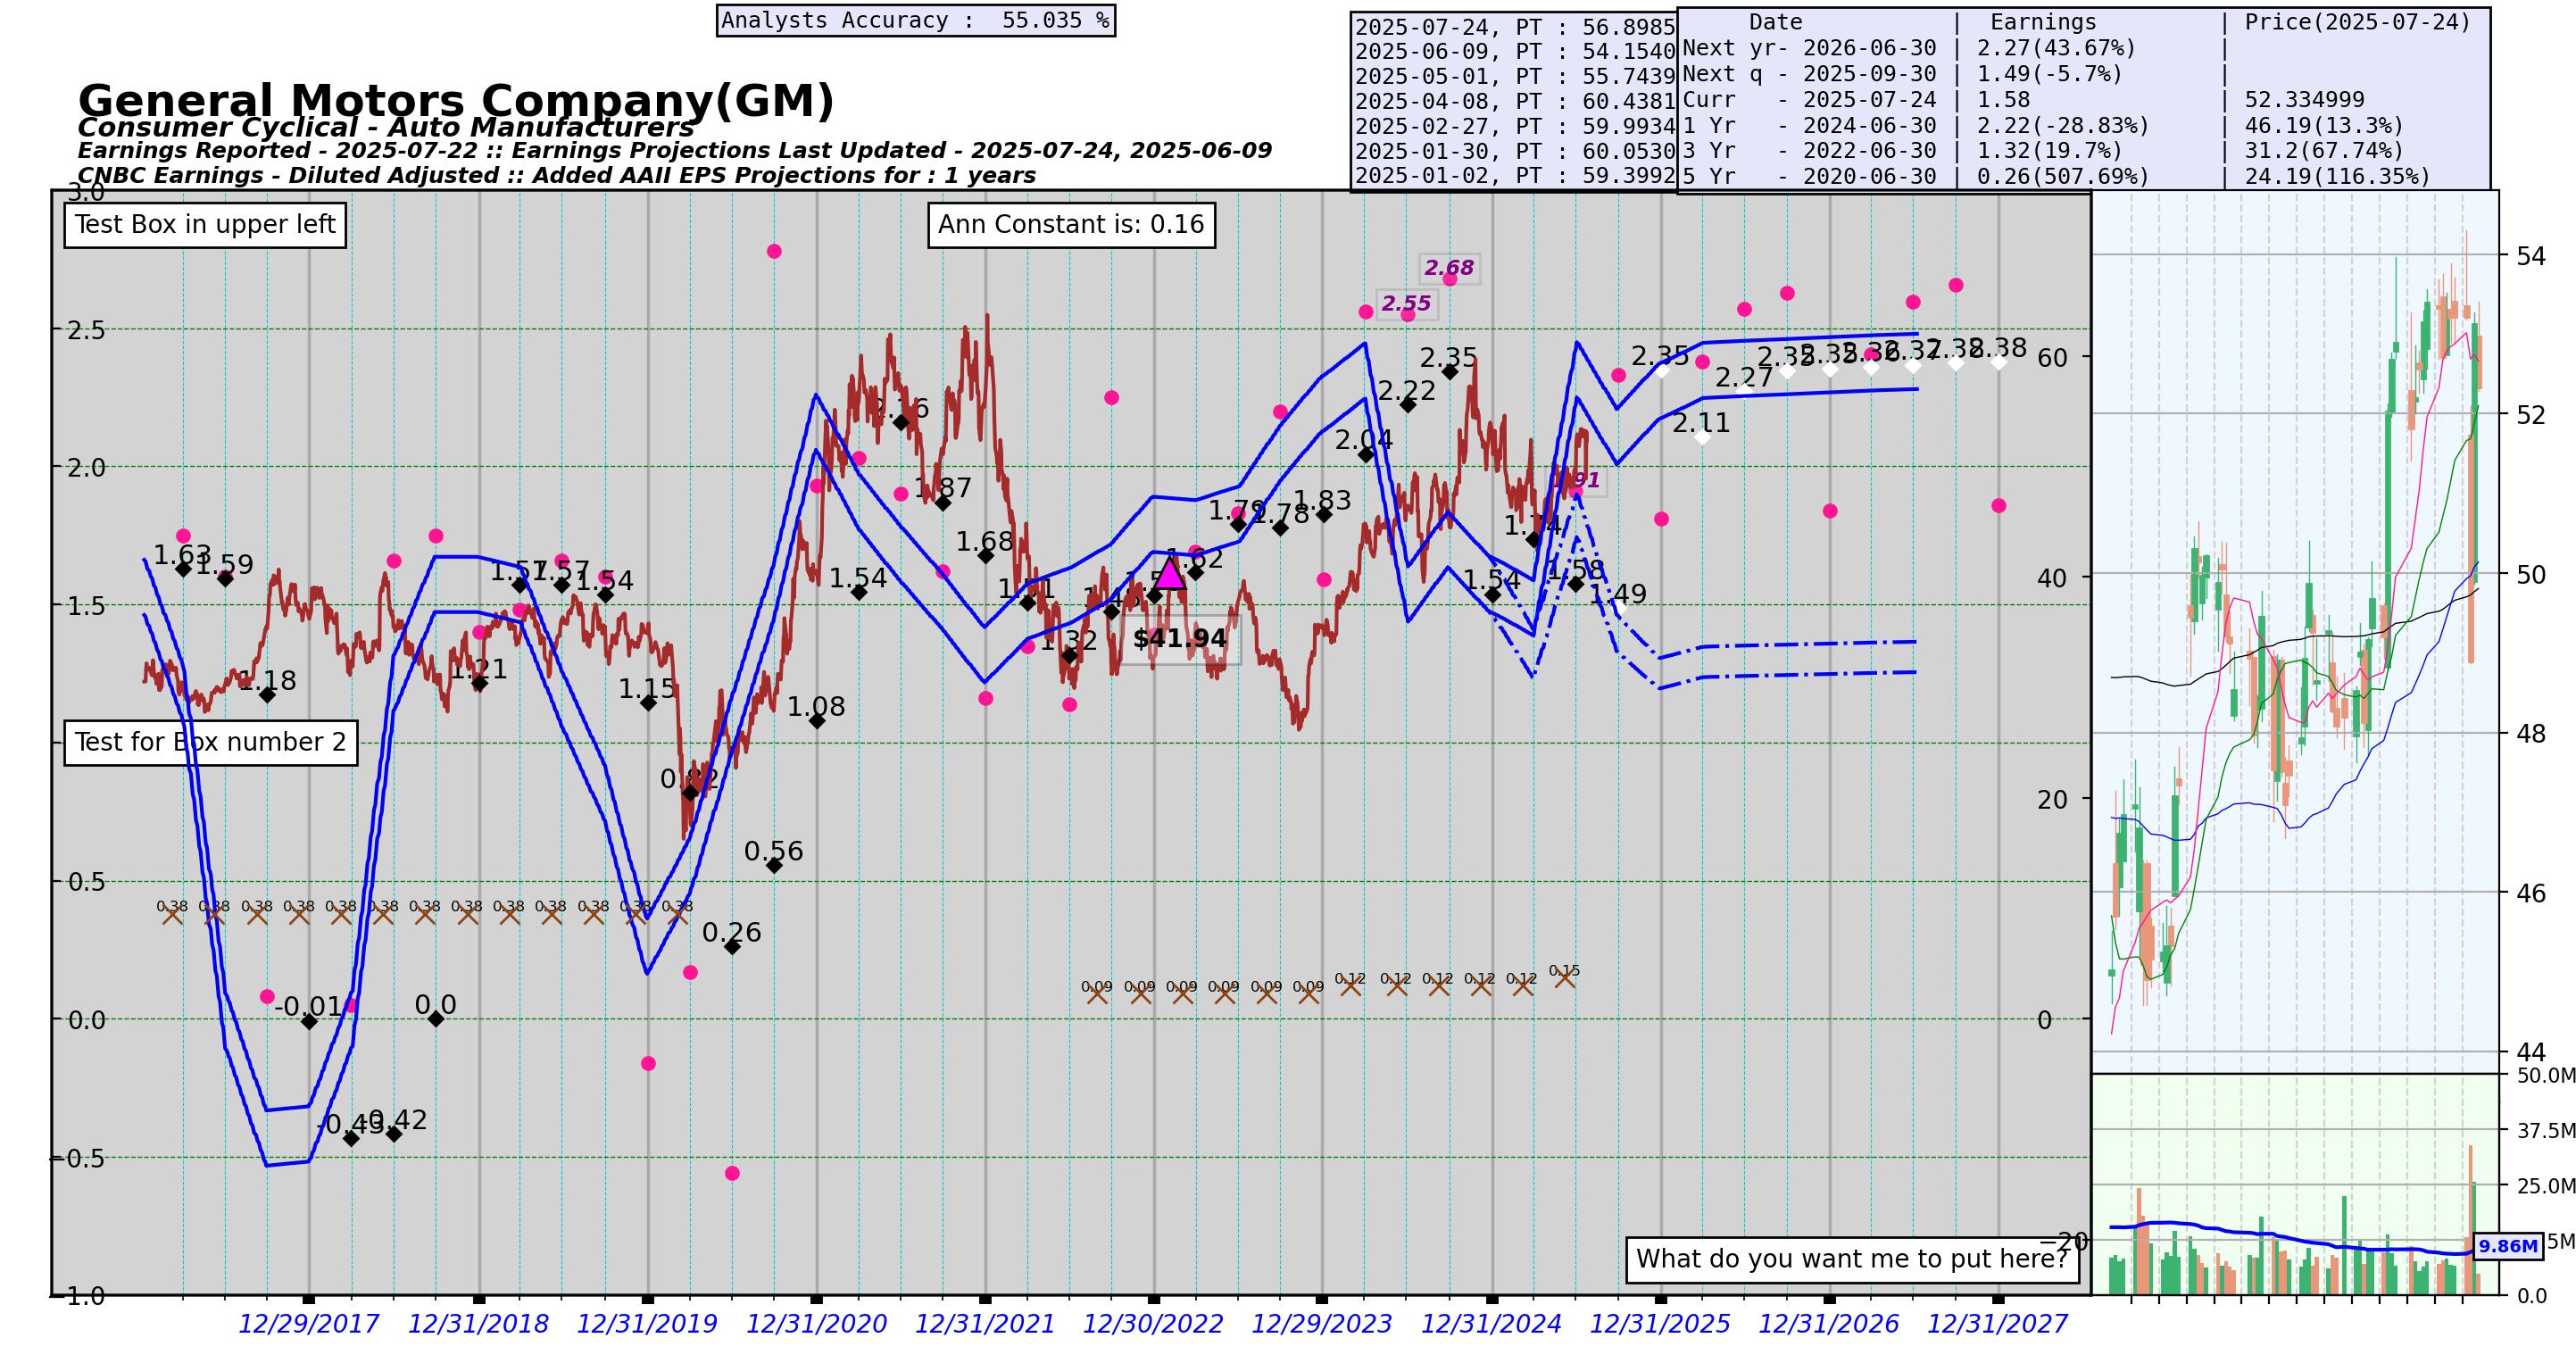 Analysts Accuracy :  55.035 %
2025-07-24, PT : 56.8985
2025-06-09, PT : 54.1540
2025-05-01, PT : 55.7439
2025-04-08, PT : 60.4381
2025-02-27, PT : 59.9934
2025-01-30, PT : 60.0530
2025-01-02, PT : 59.3992
Date | Earnings | Price(2025-07-24)
Next yr- 2026-06-30 | 2.27(43.67%) |
Next q - 2025-09-30 | 1.49(-5.7%) |
Curr - 2025-07-24 | 1.58 | 52.334999
1 Yr - 2024-06-30 | 2.22(-28.83%) | 46.19(13.3%)
3 Yr - 2022-06-30 | 1.32(19.7%) | 31.2(67.74%)
5 Yr - 2020-06-30 | 0.26(507.69%) | 24.19(116.35%)
General Motors Company(GM)
Consumer Cyclical - Auto Manufacturers
Earnings Reported - 2025-07-22 :: Earnings Projections Last Updated - 2025-07-24, 2025-06-09
CNBC Earnings - Diluted Adjusted :: Added AAII EPS Projections for : 1 years
Test Box in upper left
Ann Constant is: 0.16
Test for Box number 2
What do you want me to put here?
3.0
2.5
2.0
1.5
0.5
0.0
−0.5
−1.0
1.63
1.59
1.18
-0.01
-0.43
-0.42
0.0
1.21
1.57
1.57
1.54
1.15
0.82
0.26
0.56
1.08
1.54
2.16
1.87
1.68
1.51
1.32
1.48
1.62
1.79
1.78
1.83
2.04
2.22
2.35
1.54
1.74
1.58
1.49
2.35
2.11
2.27
2.35
2.35
2.36
2.37
2.38
2.38
2.55
2.68
1.91
$41.94
0.38 0.38 0.38 0.38 0.38 0.38 0.38 0.38 0.38 0.38 0.38 0.38 0.38
0.09 0.09 0.09 0.09 0.09 0.09 0.12 0.12 0.12 0.12 0.12 0.15
60
40
20
0
−20
54
52
50
48
46
44
50.0M
37.5M
25.0M
9.86M
0.0
12/29/2017 12/31/2018 12/31/2019 12/31/2020 12/31/2021 12/30/2022 12/29/2023 12/31/2024 12/31/2025 12/31/2026 12/31/2027